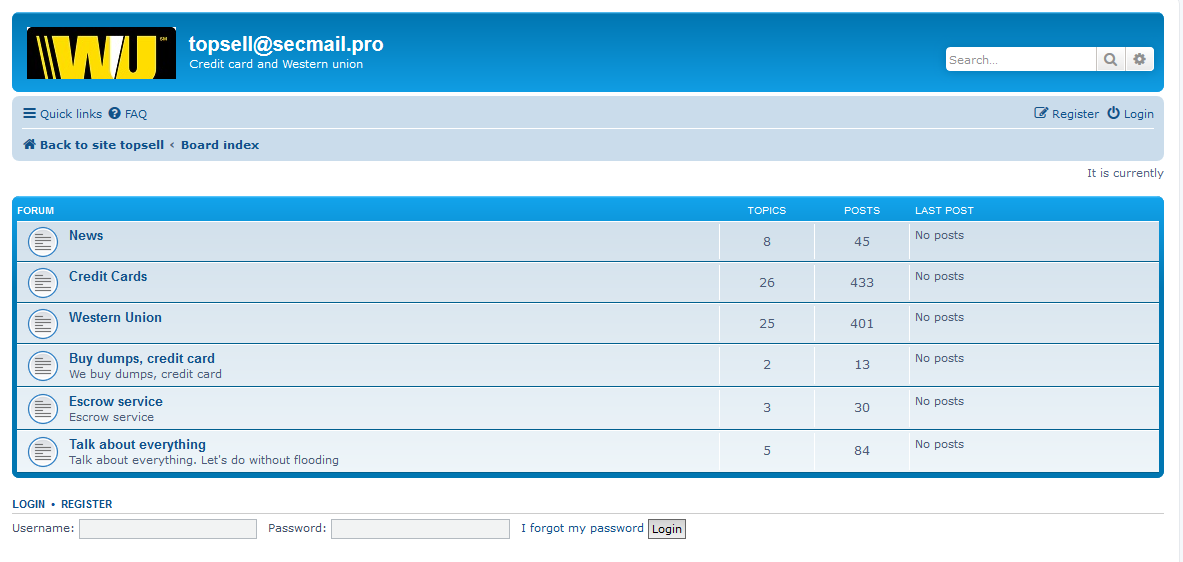 WU SM
topsell@secmail.pro
Credit card and Western union
Search...
Quick links FAQ
Register Login
Back to site topsell ‹ Board index
It is currently
FORUM TOPICS POSTS LAST POST
News 8 45 No posts
Credit Cards 26 433 No posts
Western Union 25 401 No posts
Buy dumps, credit card 2 13 No posts
We buy dumps, credit card
Escrow service 3 30 No posts
Escrow service
Talk about everything 5 84 No posts
Talk about everything. Let's do without flooding
LOGIN • REGISTER
Username: Password: I forgot my password Login